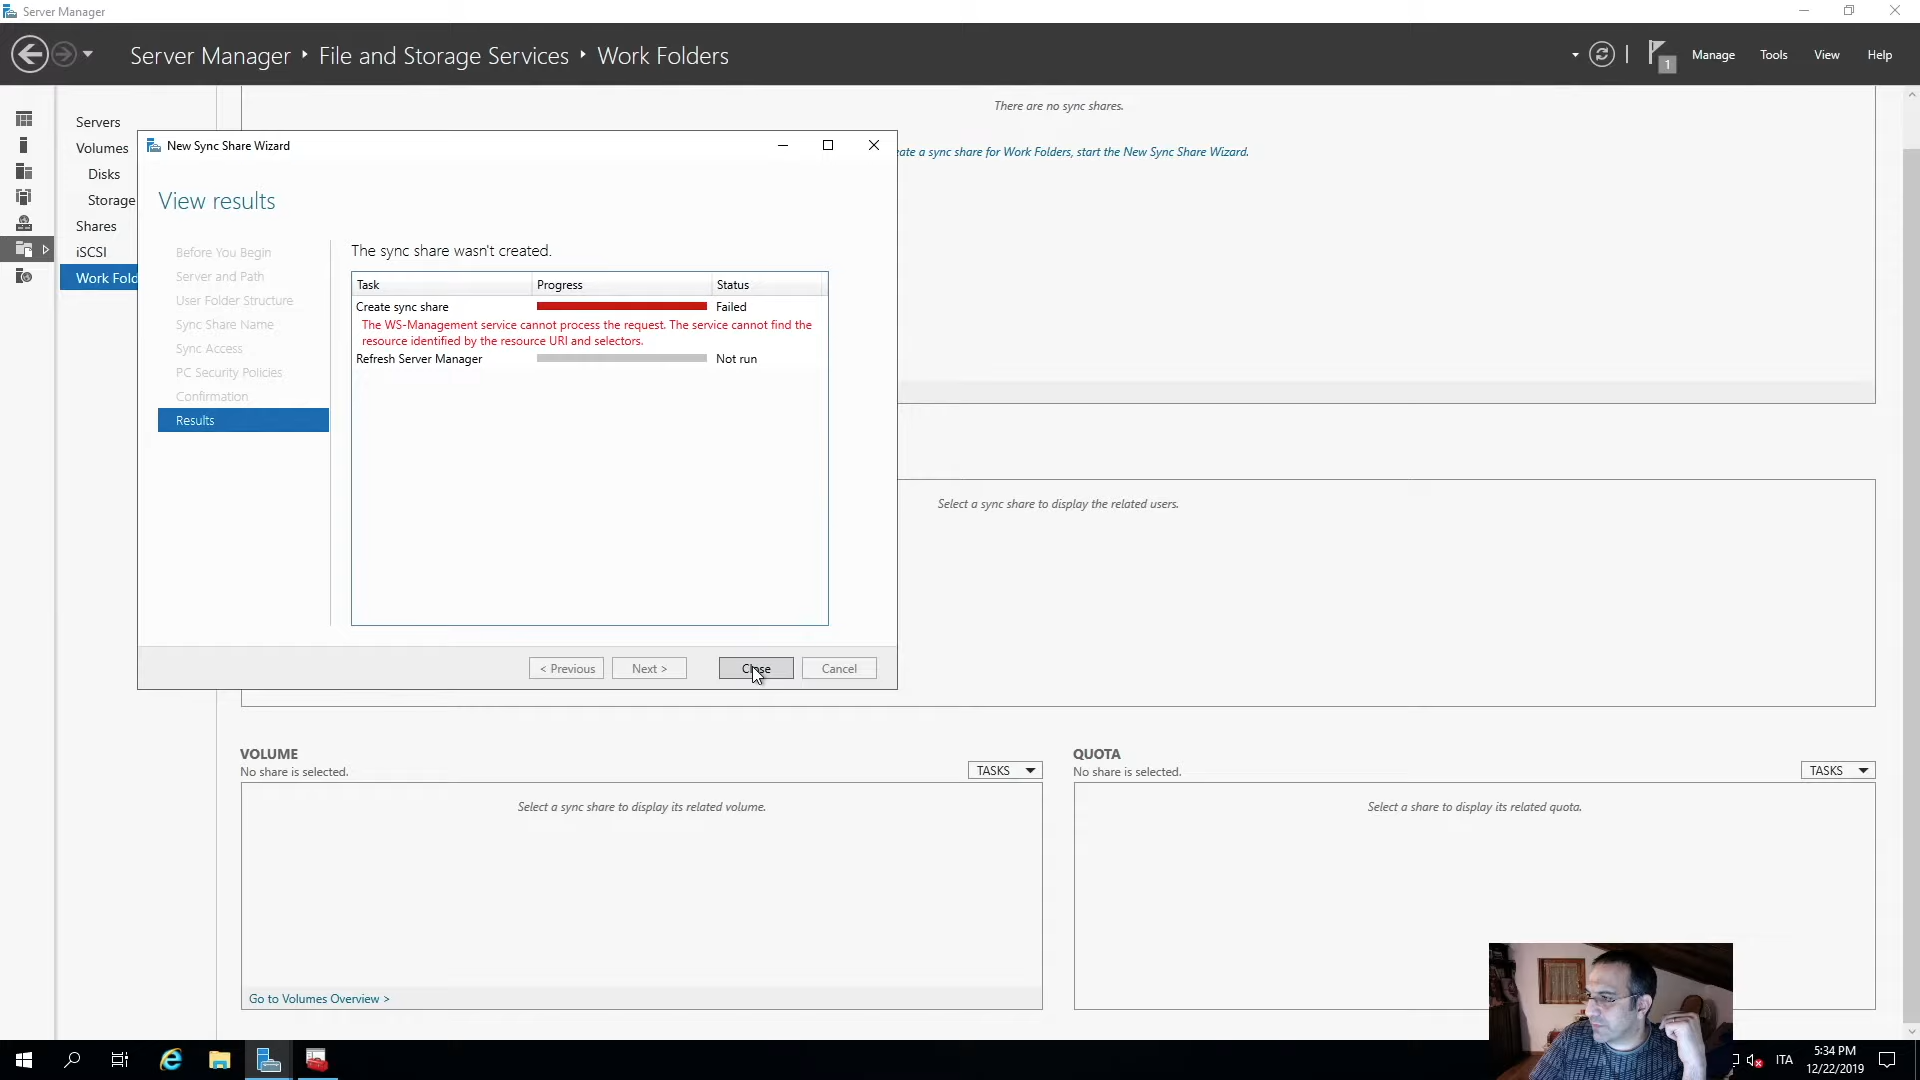 Server Manager
Server Manager ‣ File and Storage Services ‣ Work Folders
1
Manage
Tools
View
Help
Servers
Volumes
Disks
Storage
Shares
iSCSI
Work Fold
There are no sync shares.
eate a sync share for Work Folders, start the New Sync Share Wizard.
New Sync Share Wizard
View results
Before You Begin
Server and Path
User Folder Structure
Sync Share Name
Sync Access
PC Security Policies
Confirmation
Results
The sync share wasn't created.
Task Progress Status
Create sync share Failed
The WS-Management service cannot process the request. The service cannot find the
resource identified by the resource URI and selectors.
Refresh Server Manager Not run
< Previous
Next >
Close
Cancel
Select a sync share to display the related users.
VOLUME
No share is selected.
TASKS
Select a sync share to display its related volume.
Go to Volumes Overview >
QUOTA
No share is selected.
TASKS
Select a share to display its related quota.
ITA
5:34 PM
12/22/2019